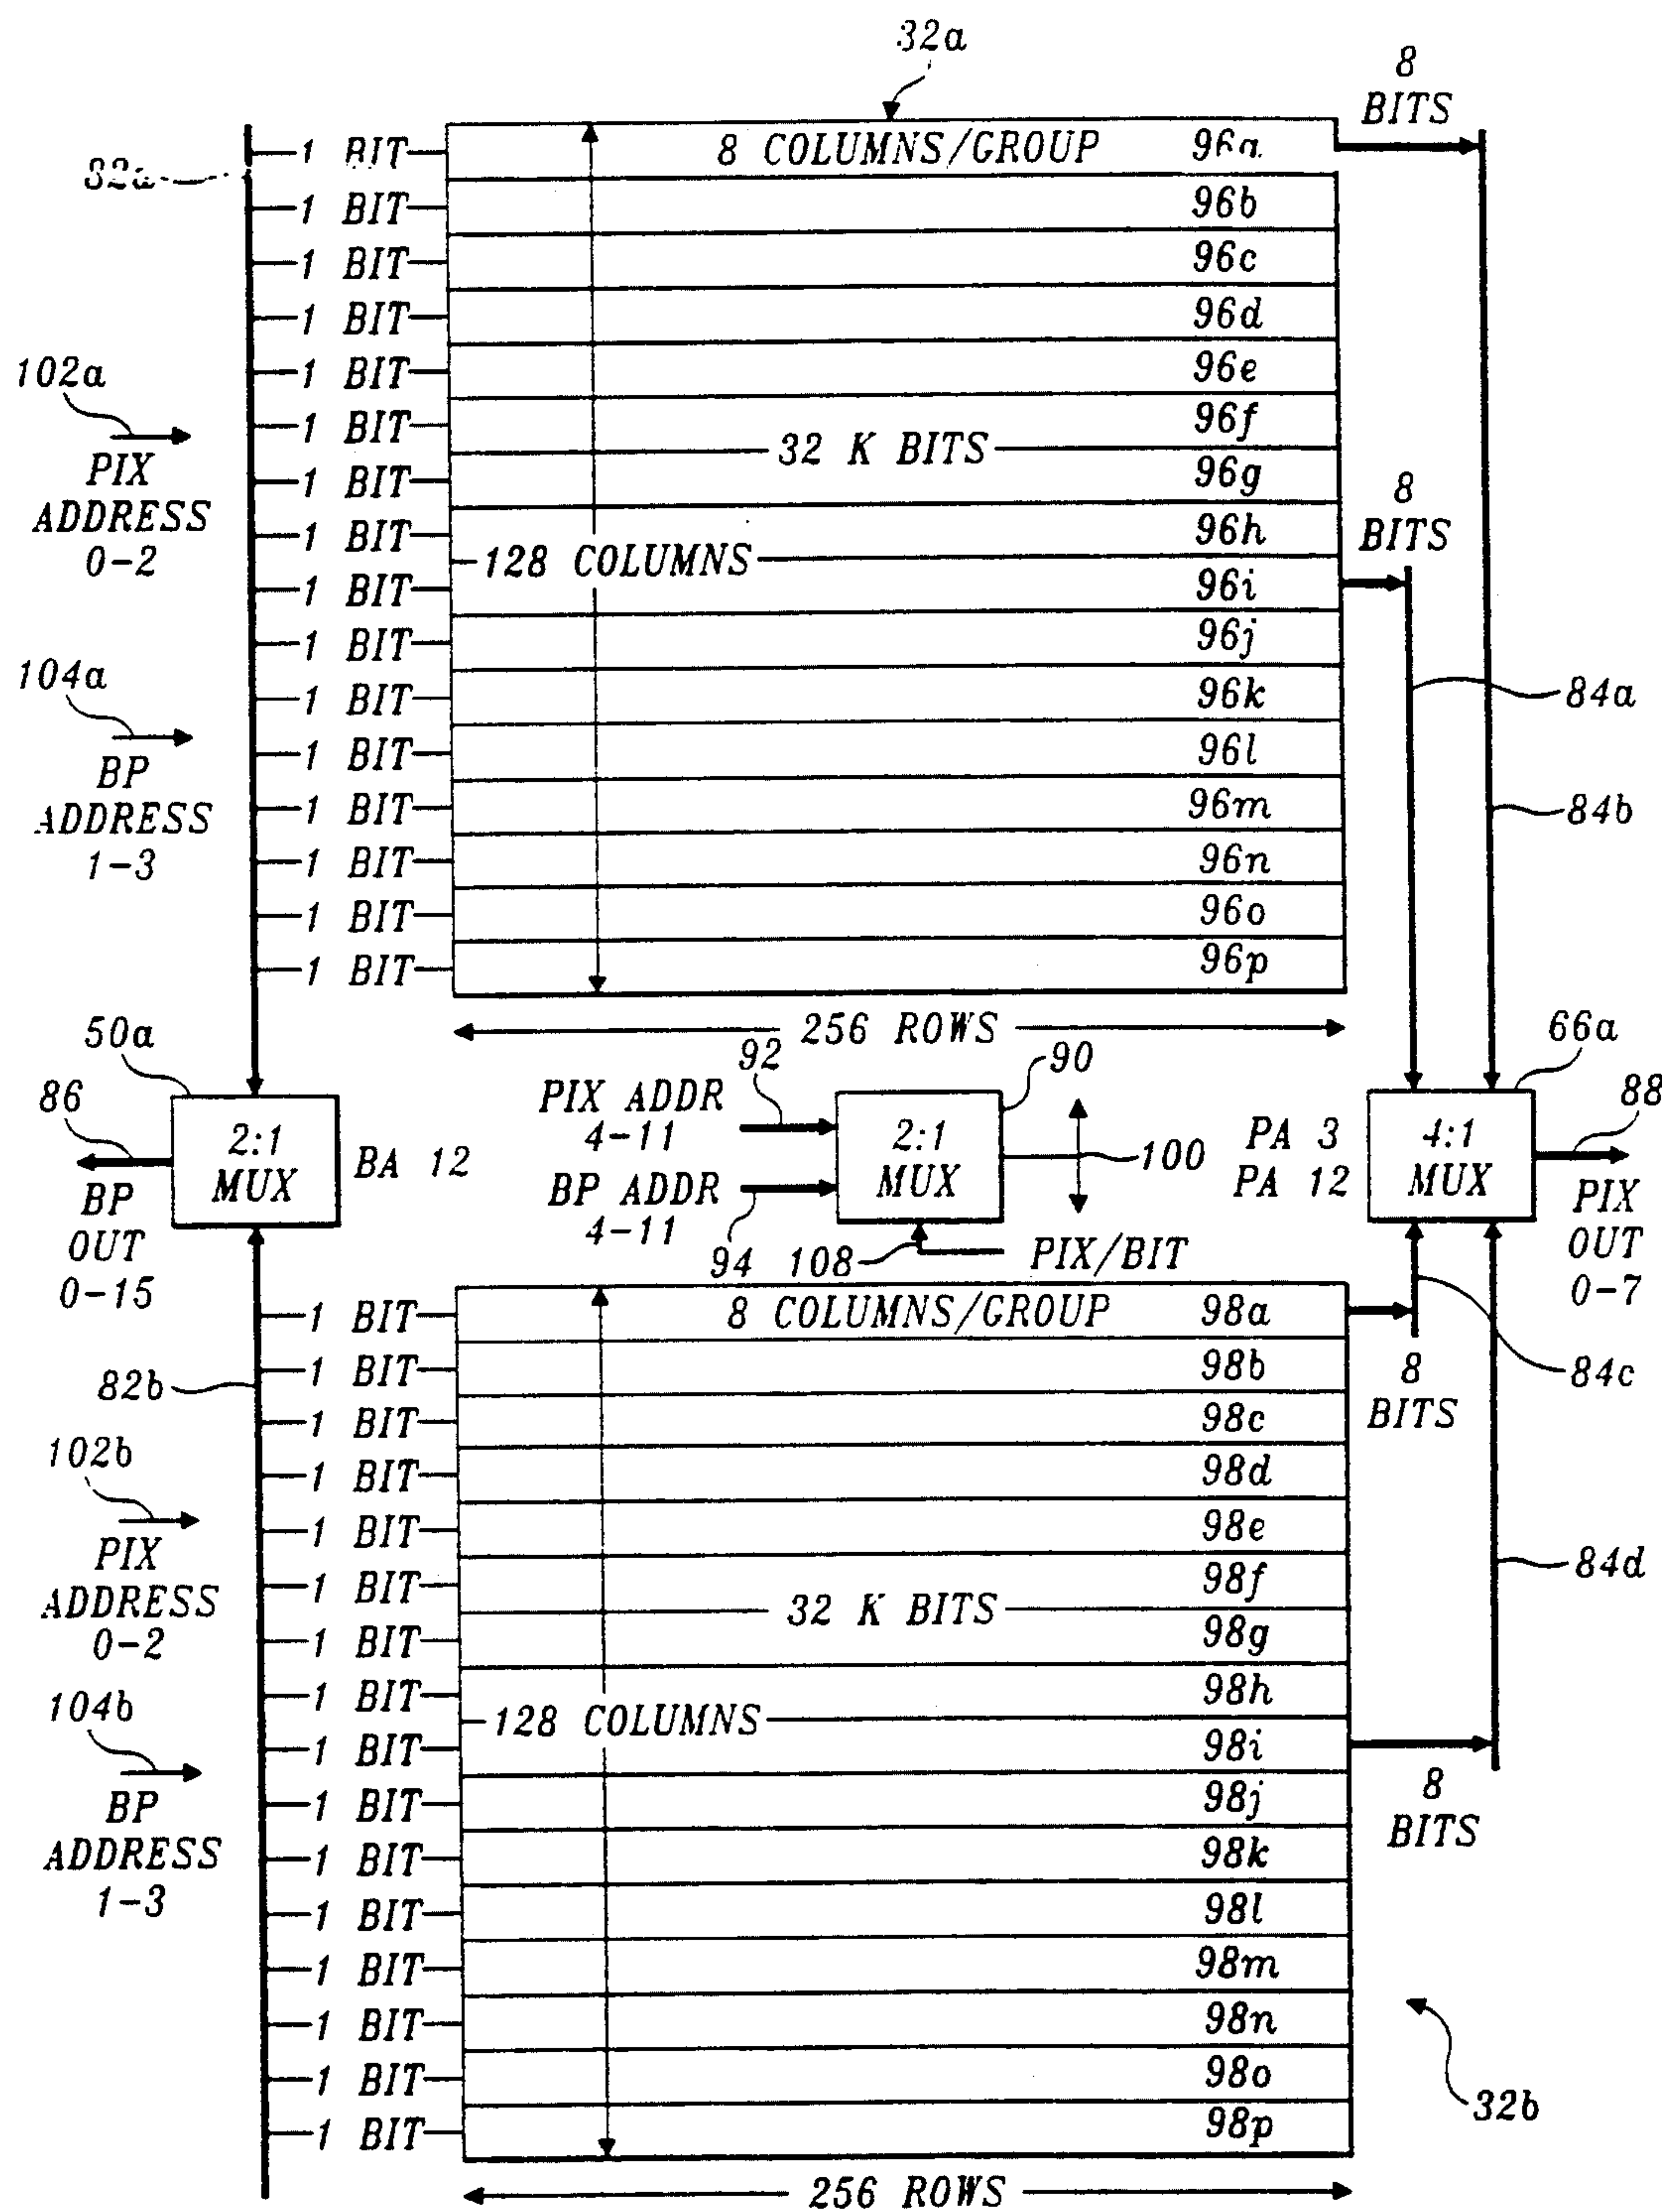 32a
8
BITS
1 BIT
8 COLUMNS/GROUP
96a
82a
1 BIT
96b
1 BIT
96c
1 BIT
96d
1 BIT
96e
102a
PIX
ADDRESS
0-2
1 BIT
96f
32 K BITS
1 BIT
96g
8
BITS
1 BIT
96h
128 COLUMNS
1 BIT
96i
1 BIT
96j
104a
BP
ADDRESS
1-3
1 BIT
96k
84a
1 BIT
96l
1 BIT
96m
84b
1 BIT
96n
1 BIT
96o
1 BIT
96p
256 ROWS
50a
86
2:1
MUX
BA 12
BP
OUT
0-15
92
90
PIX ADDR
4-11
BP ADDR
4-11
94
2:1
MUX
100
108
PIX/BIT
66a
88
PA 3
PA 12
4:1
MUX
PIX
OUT
0-7
1 BIT
8 COLUMNS/GROUP
98a
82b
1 BIT
98b
8
BITS
84c
1 BIT
98c
102b
PIX
ADDRESS
0-2
1 BIT
98d
1 BIT
98e
1 BIT
98f
84d
32 K BITS
1 BIT
98g
104b
BP
ADDRESS
1-3
1 BIT
98h
128 COLUMNS
1 BIT
98i
8
BITS
1 BIT
98j
1 BIT
98k
1 BIT
98l
1 BIT
98m
1 BIT
98n
1 BIT
98o
32b
1 BIT
98p
256 ROWS